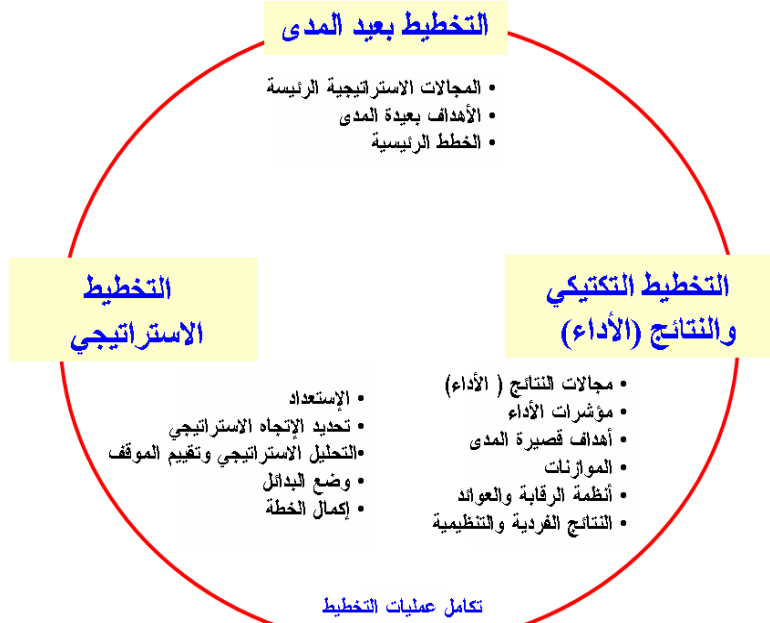 التخطيط بعيد المدى
• المجالات الاستراتيجية الرئيسة
• الأهداف بعيدة المدى
• الخطط الرئيسية
التخطيط التكتيكي
والنتائج (الأداء)
• مجالات النتائج ( الأداء)
• مؤشرات الأداء
• أهداف قصيرة المدى
• الموازنات
• أنظمة الرقابة والعوائد
• النتائج الفردية والتنظيمية
التخطيط
الاستراتيجي
• الإستعداد
• تحديد الإتجاه الاستراتيجي
•التحليل الاستراتيجي وتقييم الموقف
• وضع البدائل
• إكمال الخطة
تكامل عمليات التخطيط